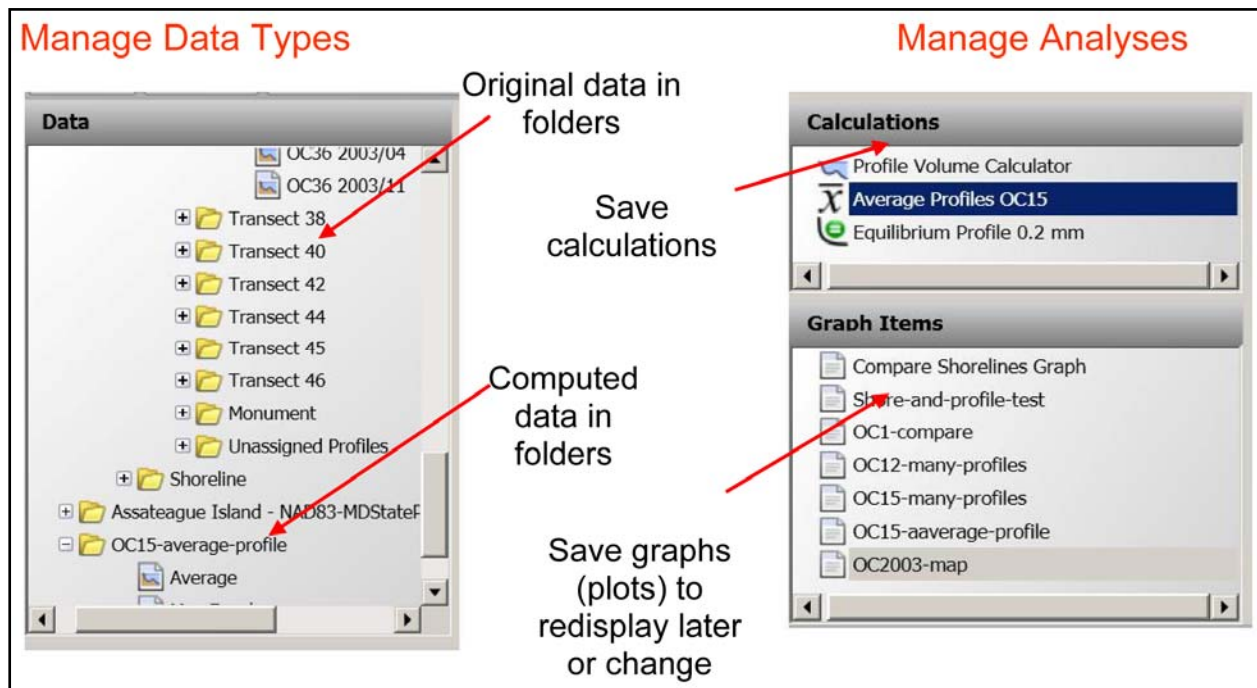 Manage Data Types
Manage Analyses
Data
OC36 2003/04
OC36 2003/11
Transect 38
Transect 40
Transect 42
Transect 44
Transect 45
Transect 46
Monument
Unassigned Profiles
Shoreline
Assateague Island - NAD83-MDStateP
OC15-average-profile
Average
Original data in
folders
Computed
data in
folders
Save
calculations
Save graphs
(plots) to
redisplay later
or change
Calculations
Profile Volume Calculator
x Average Profiles OC15
Equilibrium Profile 0.2 mm
Graph Items
Compare Shorelines Graph
Shore-and-profile-test
OC1-compare
OC12-many-profiles
OC15-many-profiles
OC15-aaverage-profile
OC2003-map